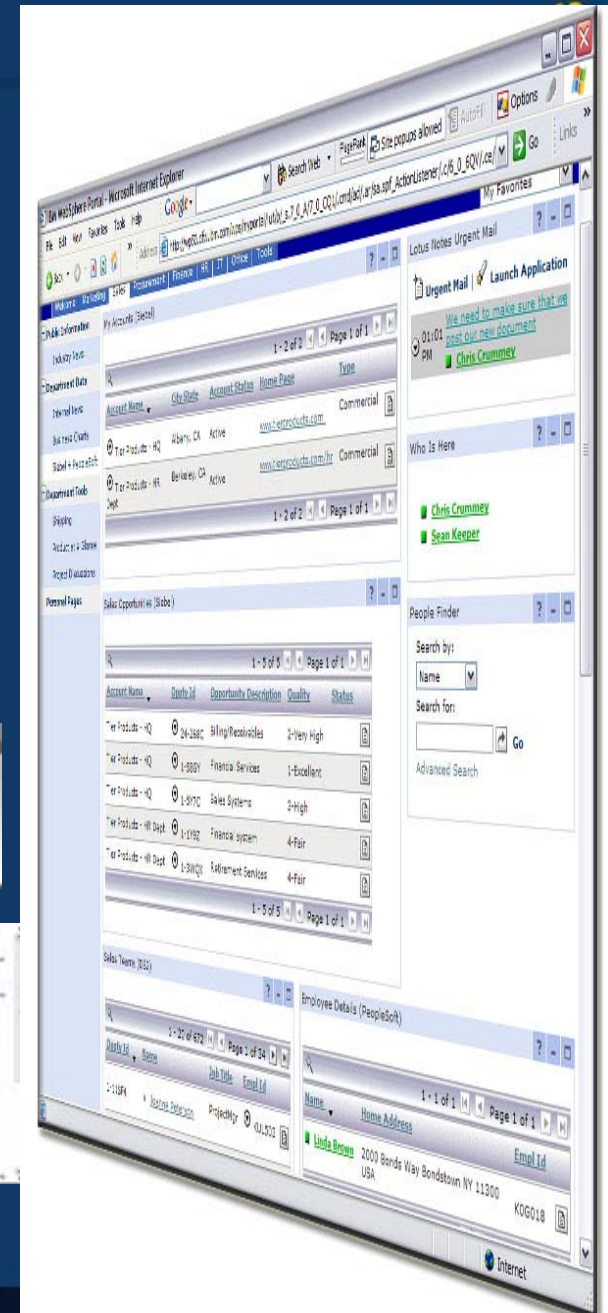 IBM WebSphere Portal - Microsoft Internet Explorer
File Edit View Favorites Tools Help
Google Search Web PageRank Site popups allowed AutoFill Options
Back Address Go Links
My Favorites
Welcome Marketing Sales Procurement Finance HR IT Office Tools
Public Information
Industry News
Department Data
Internal News
Business Charts
Siebel + PeopleSoft
Department Tools
Shipping
Product at a Glance
Project Discussions
Personal Pages
My Accounts (Siebel)
1 - 2 of 2 Page 1 of 1
Account Name City State Account Status Home Page Type
Tier Products - HQ Albany, CA Active www.tierproducts.com Commercial
Tier Products - HR Dept Berkeley, CA Active www.tierproducts.com/hr Commercial
1 - 2 of 2 Page 1 of 1
Sales Opportunities (Siebel)
1 - 5 of 5 Page 1 of 1
Account Name Oppty Id Opportunity Description Quality Status
Tier Products - HQ Billing/Receivables 2-Very High
Tier Products - HQ Financial Services 1-Excellent
Tier Products - HQ Sales Systems 3-High
Tier Products - HR Dept Financial system 4-Fair
Tier Products - HR Dept Retirement Services 4-Fair
1 - 5 of 5 Page 1 of 1
Sales Teams
Page 1 of 34
Oppty Id Name Job Title Empl Id
Jeanne Peterson ProjectMgr
Lotus Notes Urgent Mail
Urgent Mail | Launch Application
01:01 PM We need to make sure that we post our new document
Chris Crummey
Who Is Here
Chris Crummey
Sean Keeper
People Finder
Search by:
Name
Search for:
Go
Advanced Search
Employee Details (PeopleSoft)
1 - 1 of 1 Page 1 of 1
Name Home Address Empl Id
Linda Brown 2000 Bonds Way Bondstown NY 11300 USA K0G018
Internet